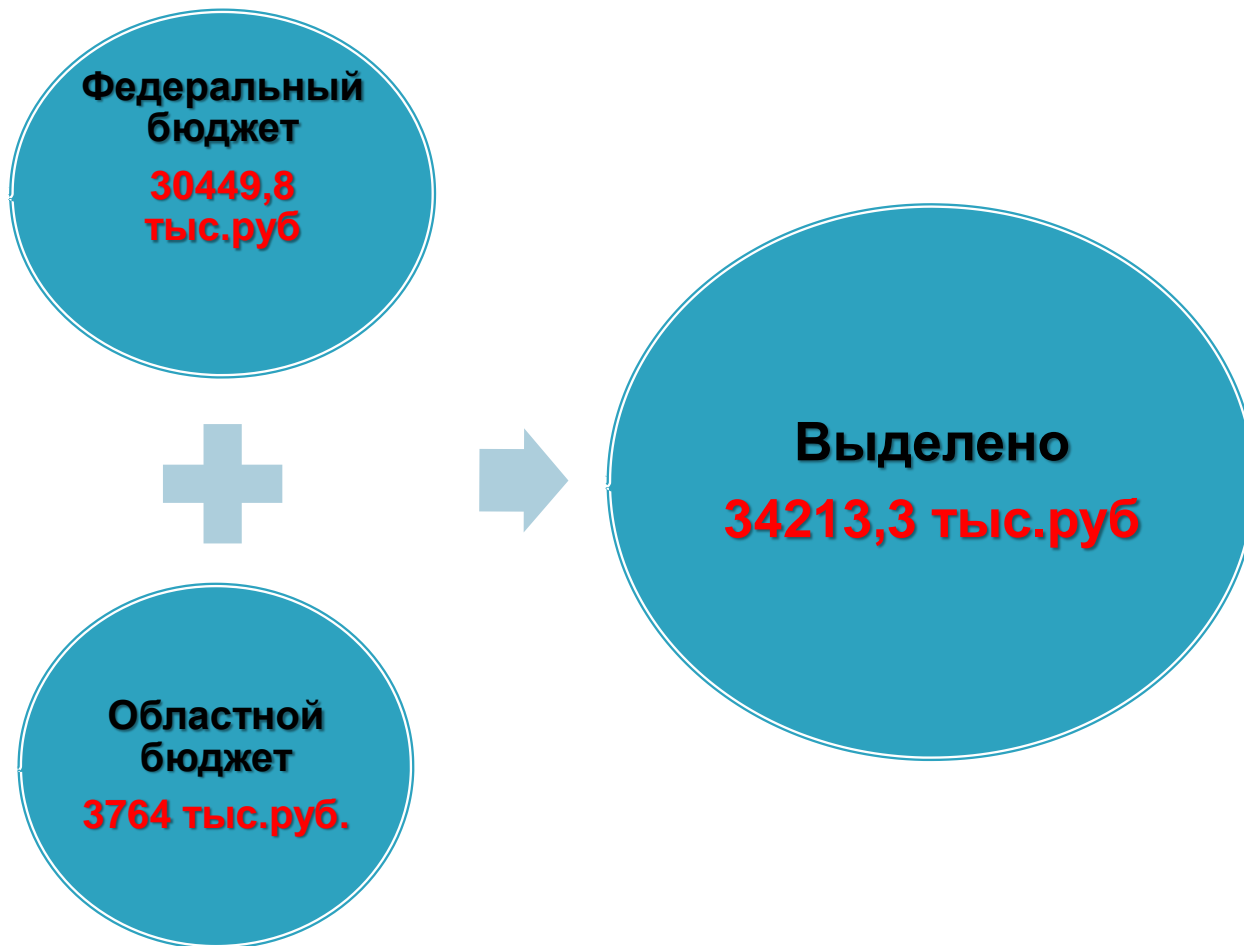 Федеральный
бюджет
30449,8
тыс.руб
Областной
бюджет
3764 тыс.руб.
Выделено
34213,3 тыс.руб